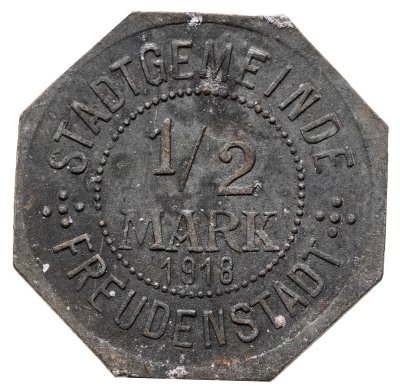 STADTGEMEINDE
1/2
MARK
1918
FREUDENSTADT